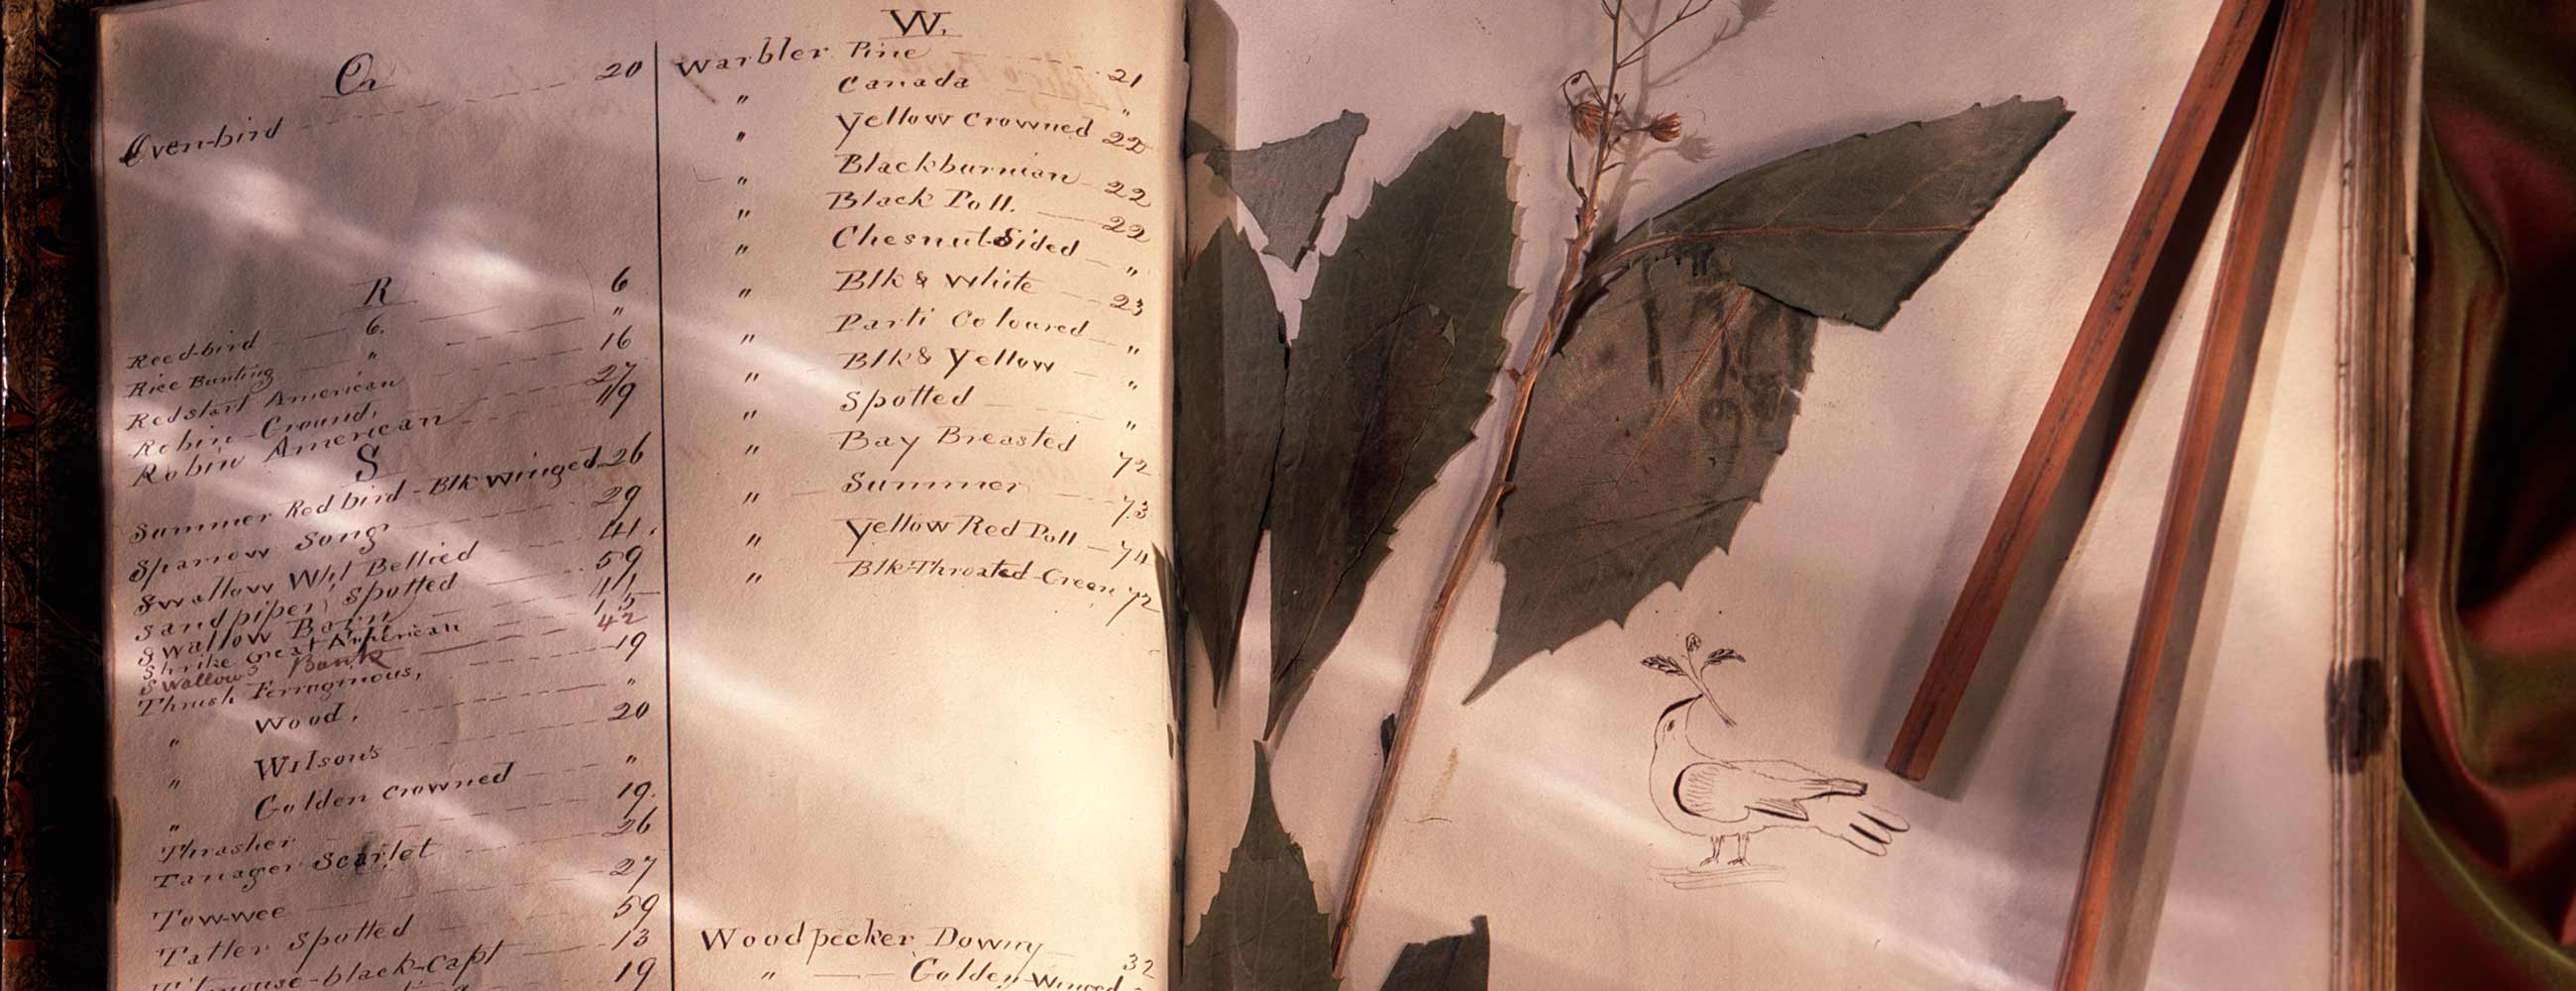 O
Oven-bird 20
R
Reed-bird 6. 6
Rice Bunting " "
Redstart American 16
Robin-Ground, 27
Robin American 19
S
Summer Red bird - Blk Winged 26
Sparrow Song 29
Swallow Wht Bellied 41.
Sandpiper Spotted 59
Swallow Barn 41
Shrike Great American 15
Swallow Bank 42
Thrush Ferruginous, 19
" Wood, "
" Wilson's 20
" Golden crowned "
Thrasher 19.
Tanager Scarlet 26
Tow-wee 27
Tatler Spotted 59
Titmouse-black-capt 13
19
W.
Warbler Pine 21
" Canada "
" Yellow Crowned 22
" Blackburnian 22
" Black Poll. 22
" Chesnut-Sided "
" Blk & White 23
" Parti Coloured "
" Blk & Yellow "
" Spotted "
" Bay Breasted 72
" Summer 73
" Yellow Red Poll 74
" Blk-Throated-Green 72
Woodpecker Downy 32
" Golden Winged